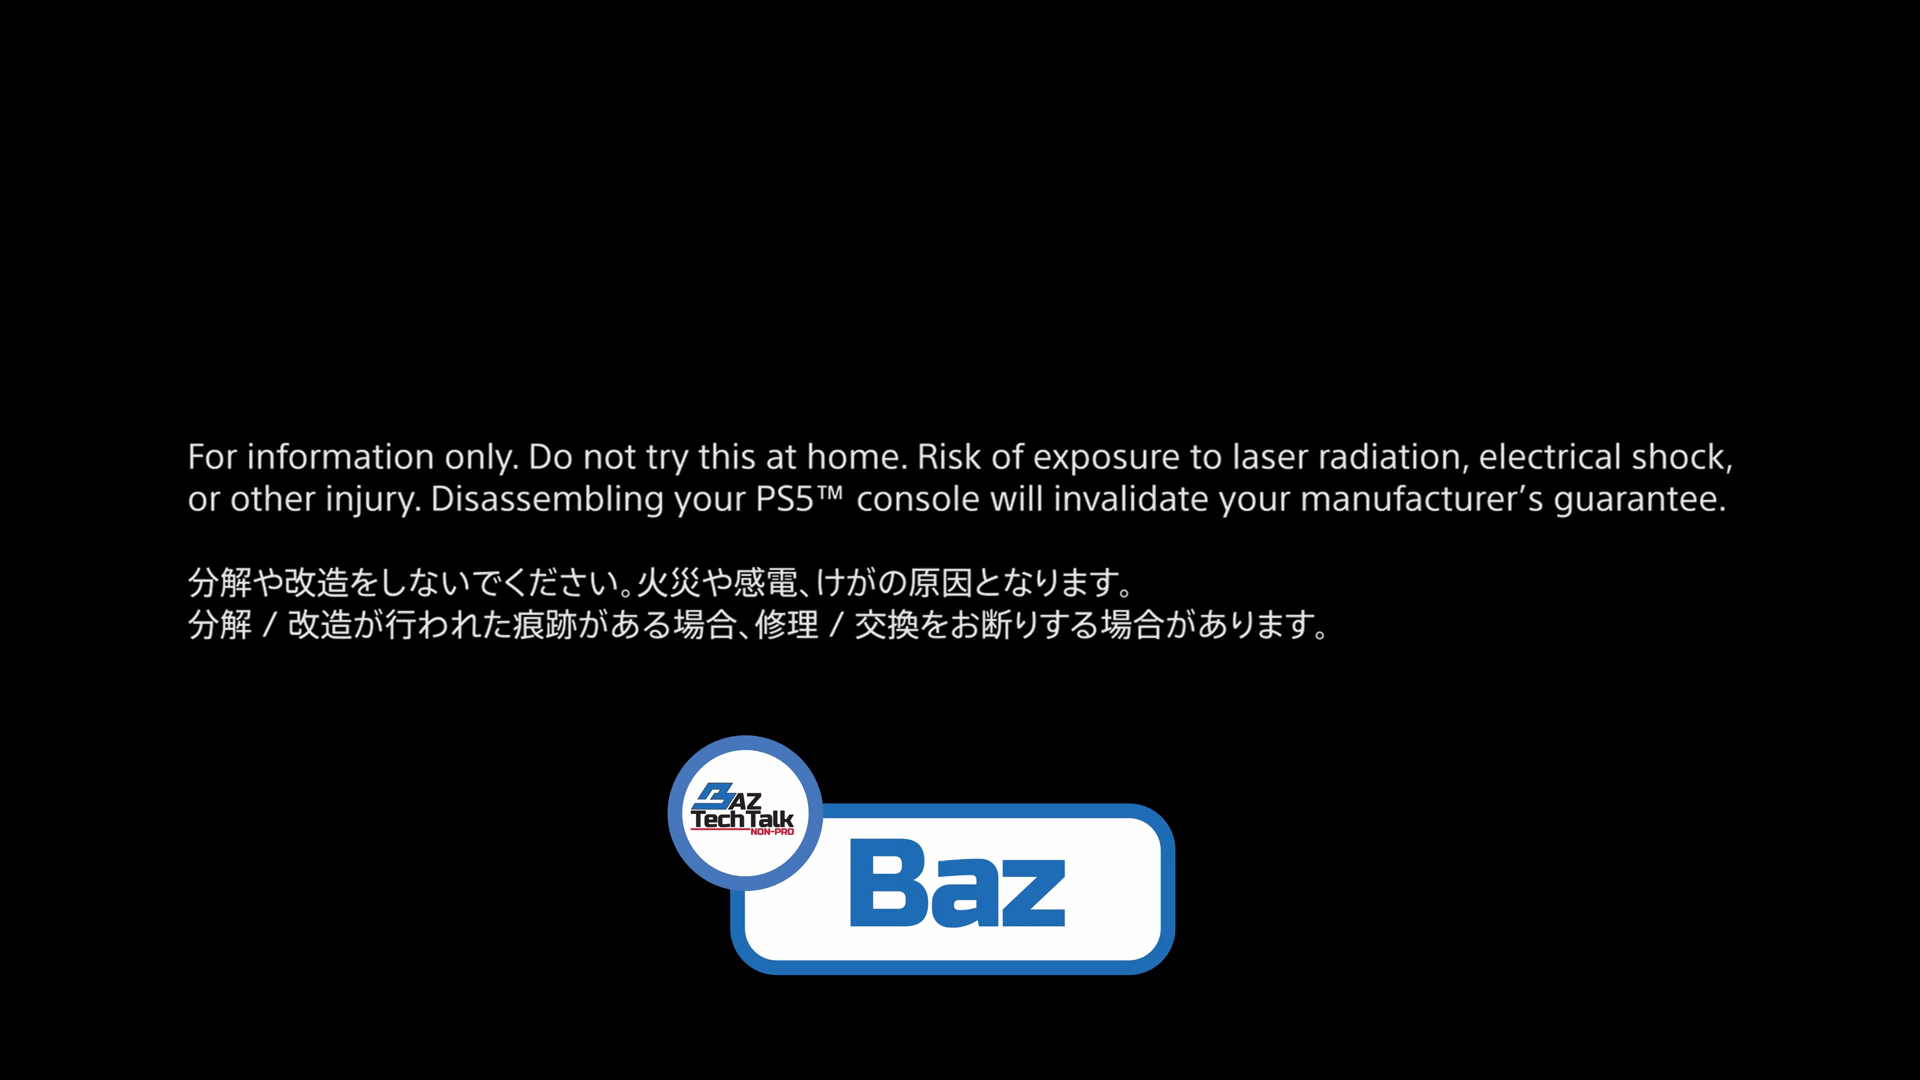 For information only. Do not try this at home. Risk of exposure to laser radiation, electrical shock,
or other injury. Disassembling your PS5™ console will invalidate your manufacturer’s guarantee.
分解や改造をしないでください。火災や感電、けがの原因となります。
分解 / 改造が行われた痕跡がある場合、修理 / 交換をお断りする場合があります。
BAZ
TechTalk
NON-PRO
Baz